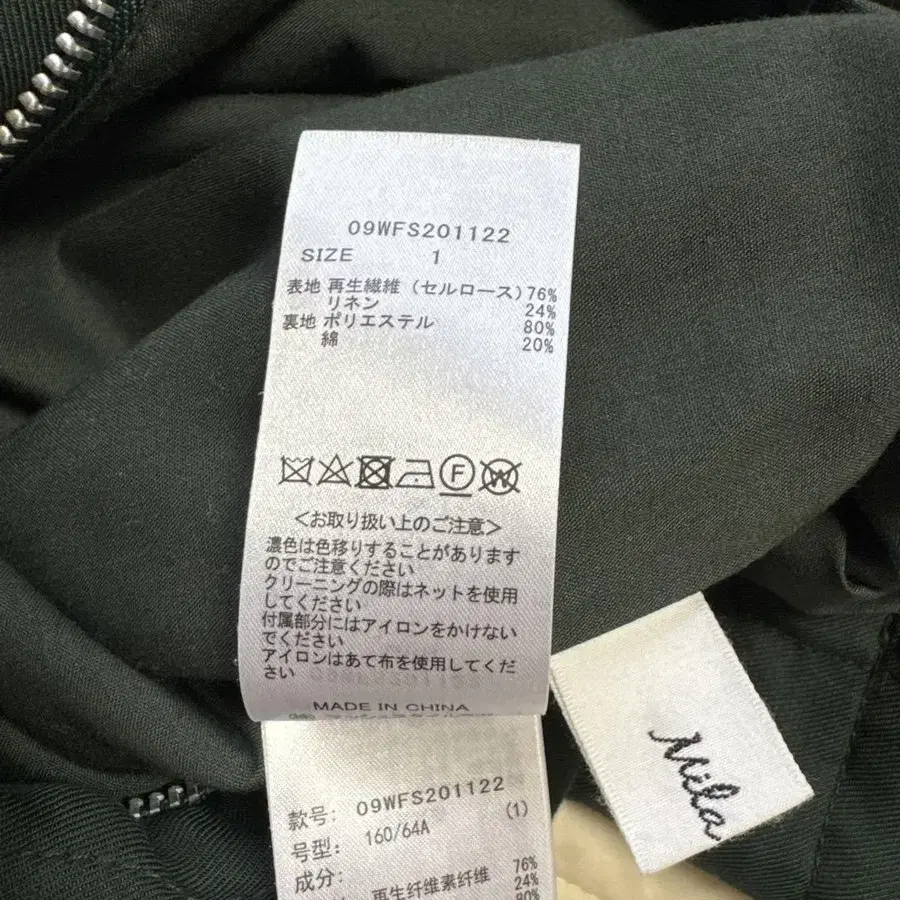 09WFS201122
SIZE 1
表地 再生繊維 (セルロース) 76%
リネン 24%
裏地 ポリエステル 80%
綿 20%
F
W
<お取り扱い上のご注意>
濃色は色移りすることがあります
のでご注意ください
クリーニングの際はネットを使用
してください
付属部分にはアイロンをかけない
でください
アイロンはあて布を使用してくだ
さい
MADE IN CHINA
款号: 09WFS201122
号型: 160/64A (1)
成分: 76%
再生纤维素纤维 24%
80%
Mila